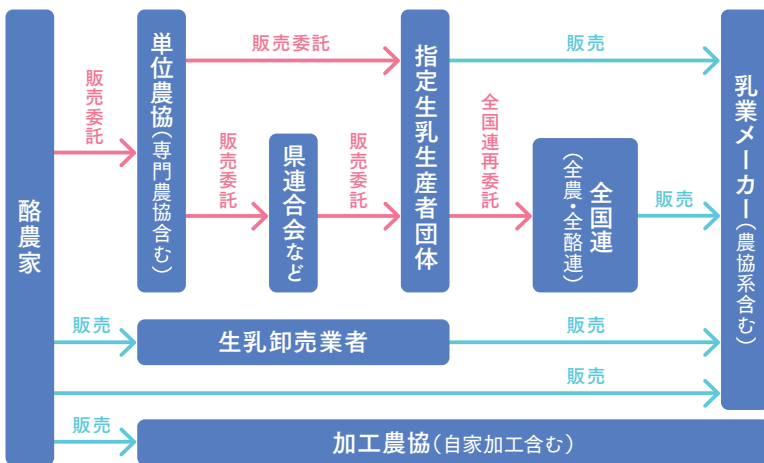 酪農家
販売委託
単位農協(専門農協含む)
販売委託
販売委託
県連合会など
販売委託
指定生乳生産者団体
販売
全国連再委託
全国連
(全農・全酪連)
販売
乳業メーカー(農協系含む)
販売
生乳卸売業者
販売
販売
販売
加工農協(自家加工含む)